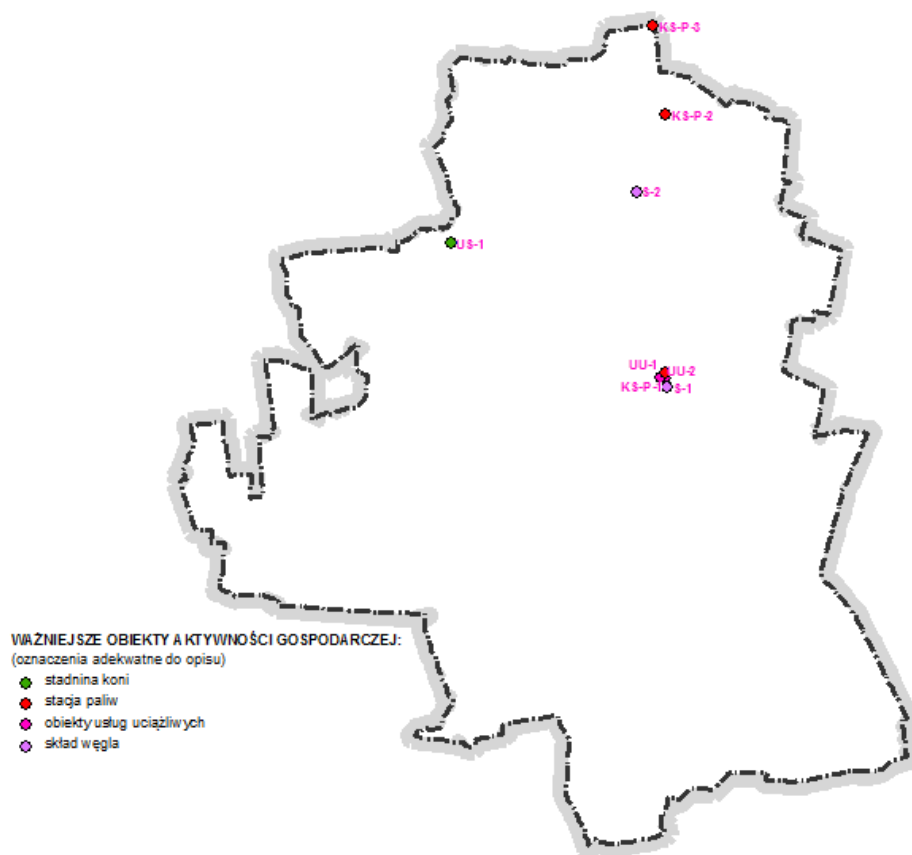 KS-P-3
KS-P-2
S-2
US-1
UU-1
UU-2
KS-P-1
S-1
WAŻNIEJSZE OBIEKTY AKTYWNOŚCI GOSPODARCZEJ:
(oznaczenia adekwatne do opisu)
stadnina koni
stacja paliw
obiekty usług uciążliwych
skład węgla